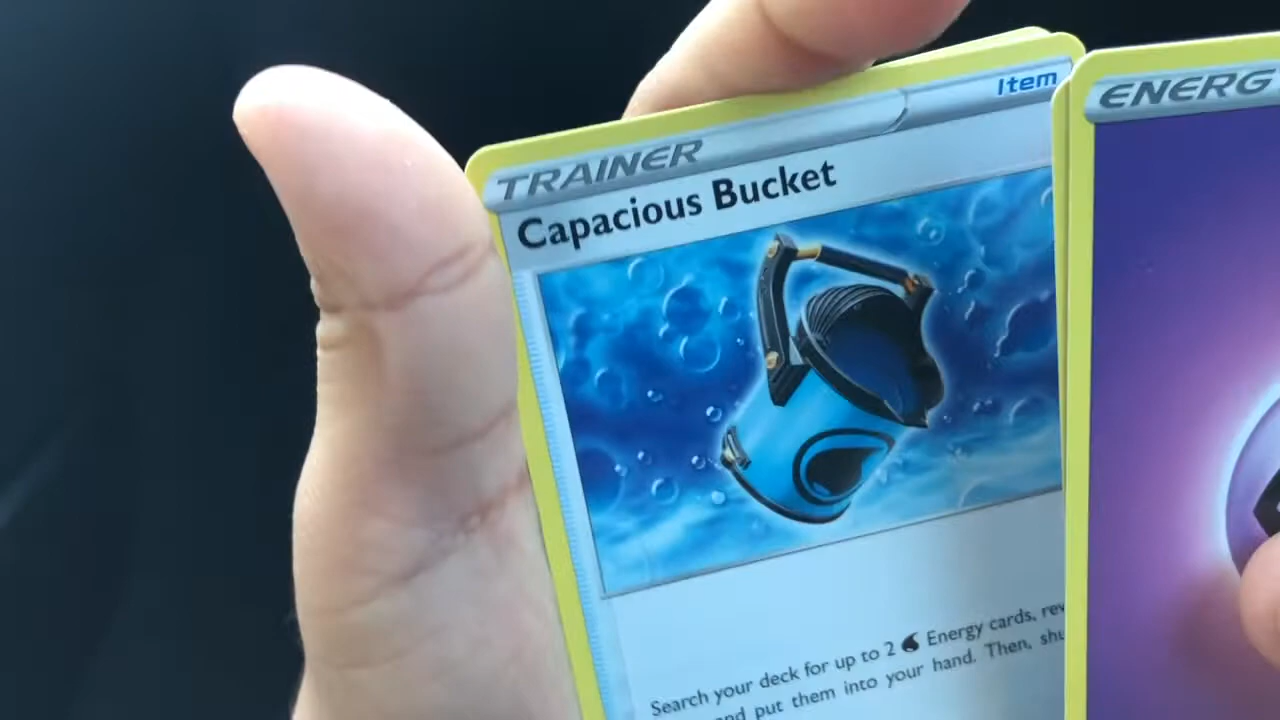 Item
TRAINER
Capacious Bucket
ENERG
Search your deck for up to 2 Energy cards, rev
and put them into your hand. Then, shu